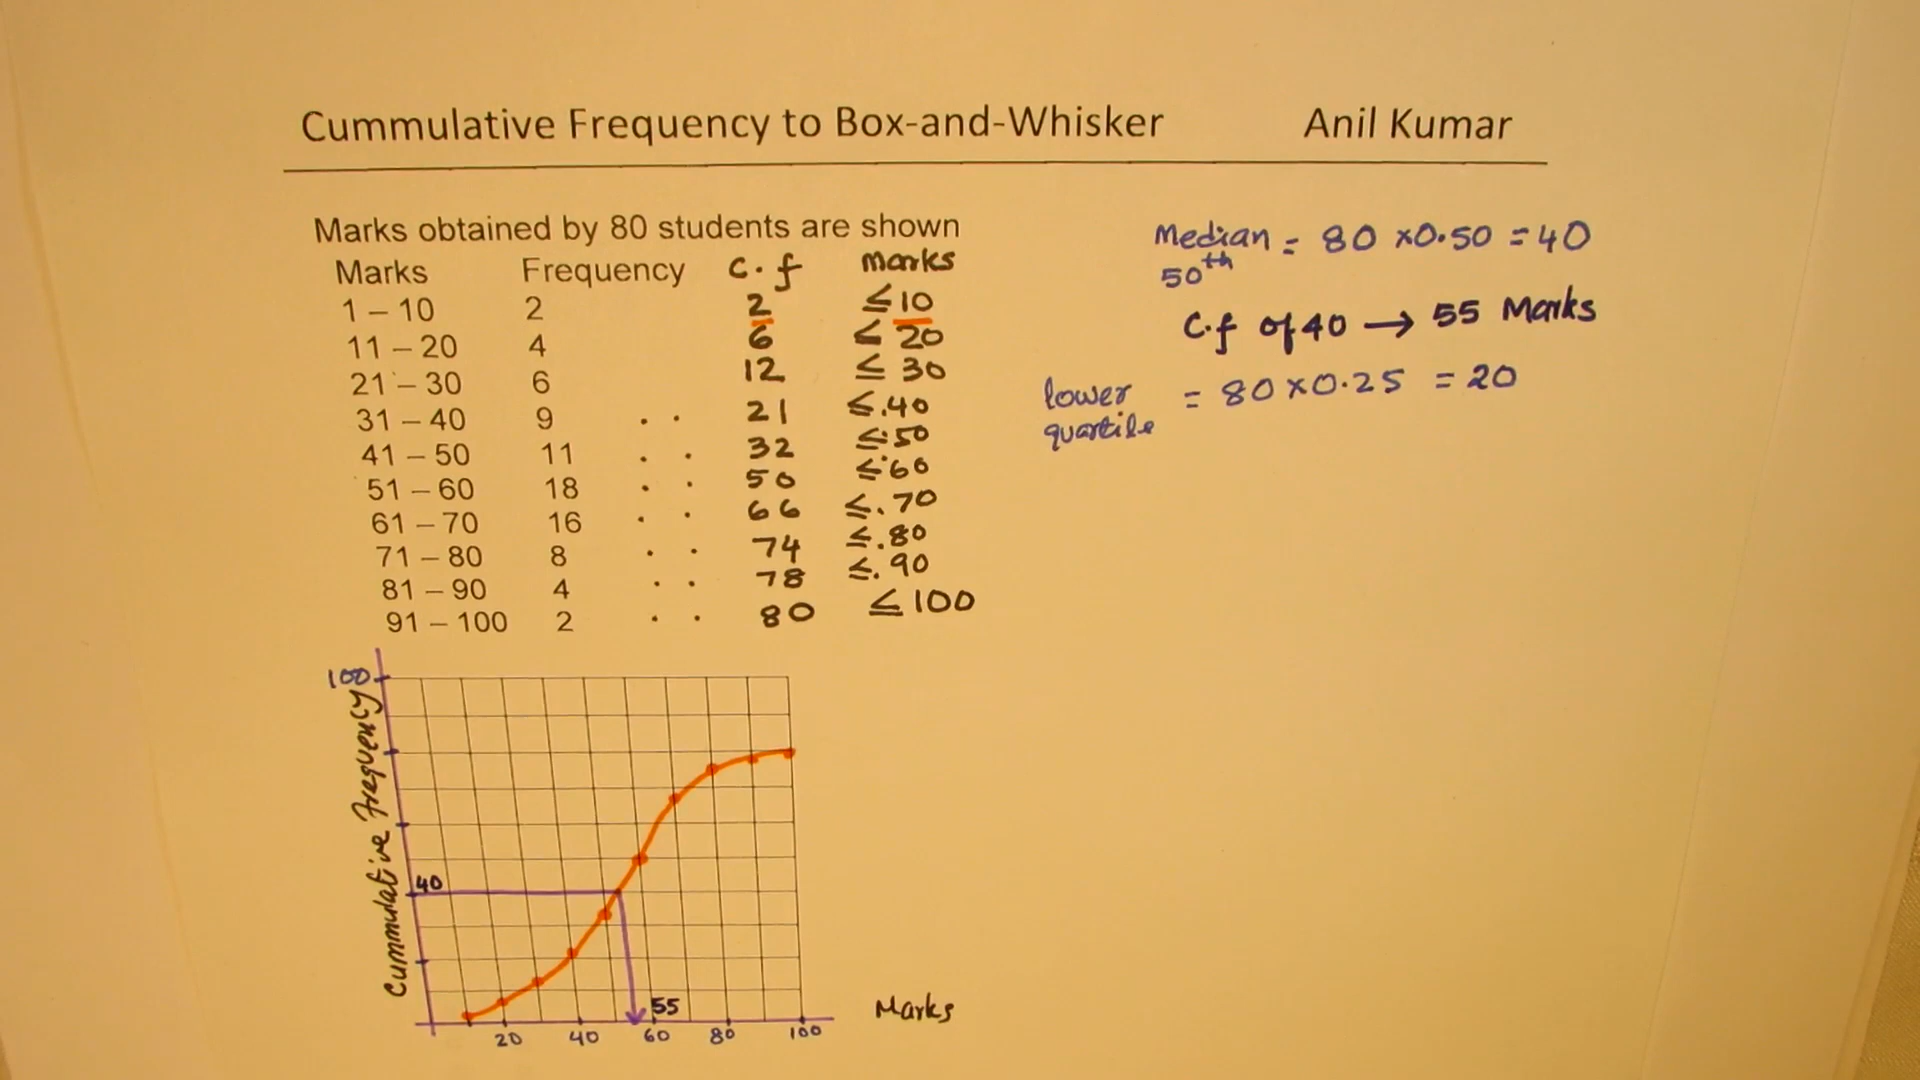 Cummulative Frequency to Box-and-Whisker Anil Kumar
Marks obtained by 80 students are shown
Marks Frequency c.f marks
1 – 10 2 2 ≤ 10
11 – 20 4 6 ≤ 20
21 – 30 6 12 ≤ 30
31 – 40 9 .. 21 ≤ .40
41 – 50 11 .. 32 ≤ .50
51 – 60 18 .. 50 ≤ .60
61 – 70 16 .. 66 ≤ .70
71 – 80 8 .. 74 ≤ .80
81 – 90 4 .. 78 ≤ .90
91 – 100 2 .. 80 ≤ 100
Median = 80 x0.50 = 40
50th
C.f of 40 → 55 Marks
lower = 80 x0.25 = 20
quartile
100
Cummulative Frequency
40
55
Marks
20 40 60 80 100